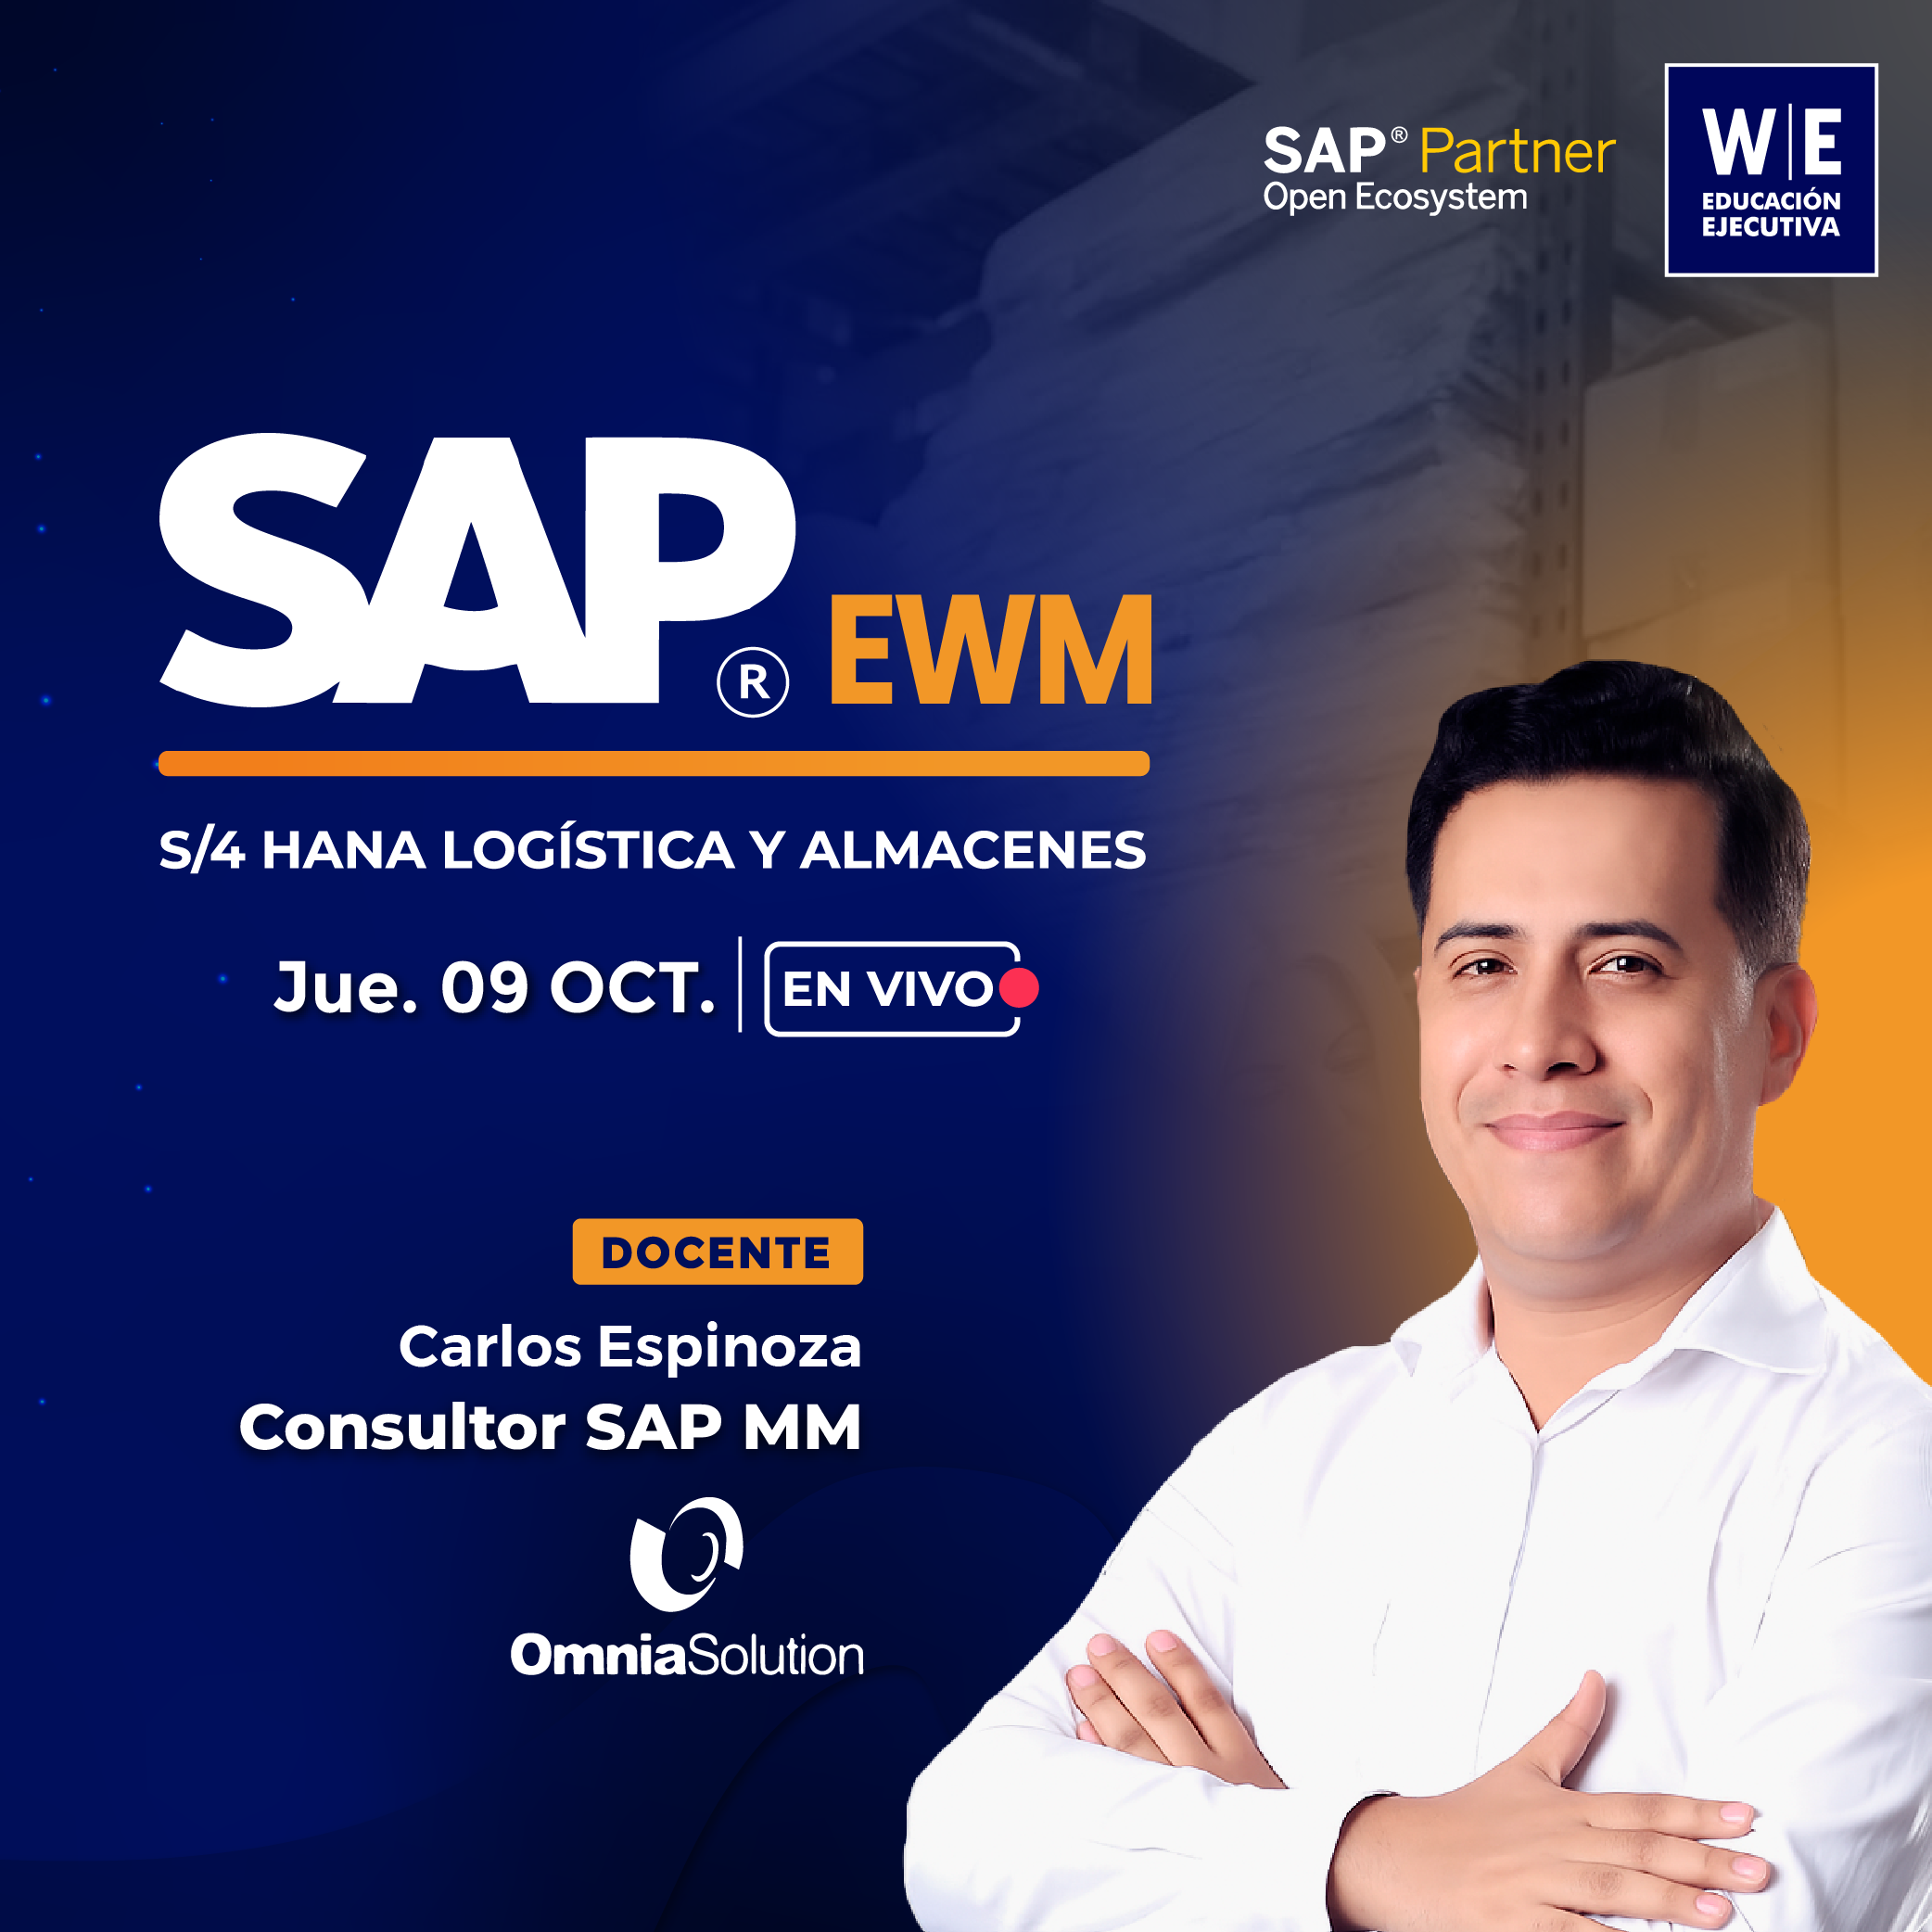 SAP® Partner
Open Ecosystem
W|E
EDUCACIÓN
EJECUTIVA
SAP® EWM
S/4 HANA LOGÍSTICA Y ALMACENES
Jue. 09 OCT. | EN VIVO
DOCENTE
Carlos Espinoza
Consultor SAP MM
OmniaSolution